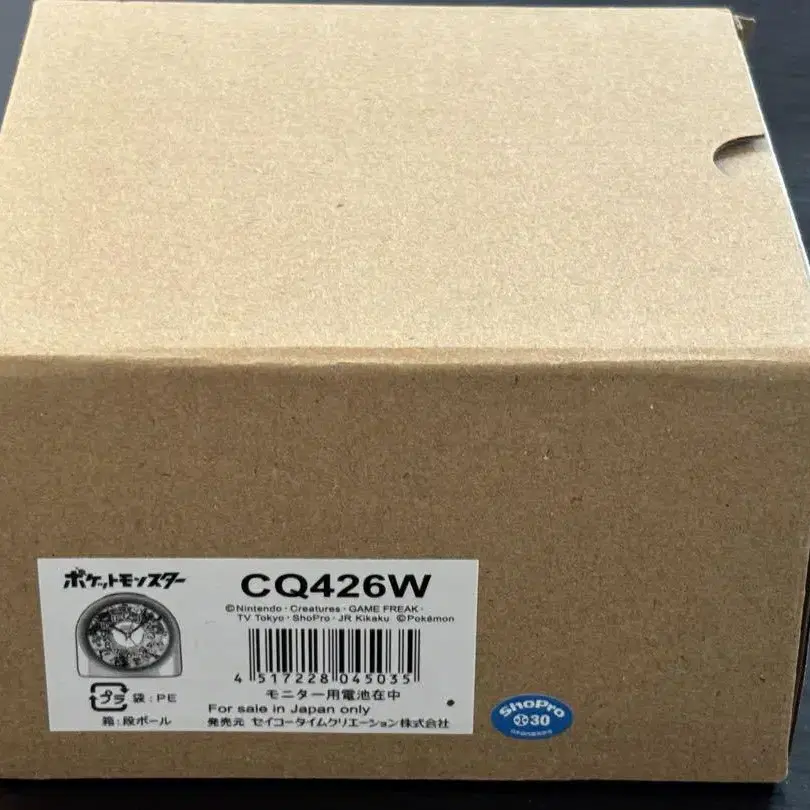 ポケットモンスター
CQ426W
©Nintendo・Creatures・GAME FREAK・
TV Tokyo・ShoPro・JR Kikaku ©Pokémon
4 517228 045035
モニター用電池在中
プラ 袋:PE
For sale in Japan only
箱:段ボール
発売元 セイコータイムクリエーション株式会社
ShoPro
30